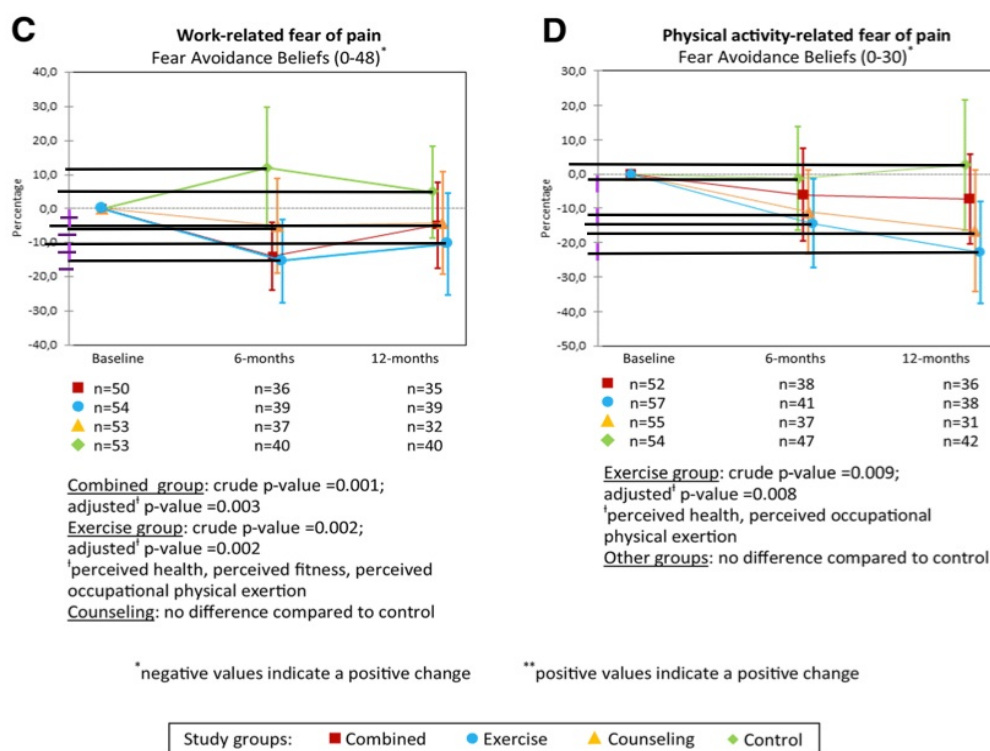 C
Work-related fear of pain
Fear Avoidance Beliefs (0-48)*
40,0
30,0
20,0
10,0
0,0
-10,0
-20,0
-30,0
-40,0
Percentage
Baseline 6-months 12-months
n=50 n=36 n=35
n=54 n=39 n=39
n=53 n=37 n=32
n=53 n=40 n=40
Combined group: crude p-value =0.001;
adjustedƗ p-value =0.003
Exercise group: crude p-value =0.002;
adjustedƗ p-value =0.002
Ɨperceived health, perceived fitness, perceived
occupational physical exertion
Counseling: no difference compared to control
D
Physical activity-related fear of pain
Fear Avoidance Beliefs (0-30)*
30,0
20,0
10,0
0,0
-10,0
-20,0
-30,0
-40,0
-50,0
Percentage
Baseline 6-months 12-months
n=52 n=38 n=36
n=57 n=41 n=38
n=55 n=37 n=31
n=54 n=47 n=42
Exercise group: crude p-value =0.009;
adjustedƗ p-value =0.008
Ɨperceived health, perceived occupational
physical exertion
Other groups: no difference compared to control
*negative values indicate a positive change **positive values indicate a positive change
Study groups: Combined Exercise Counseling Control